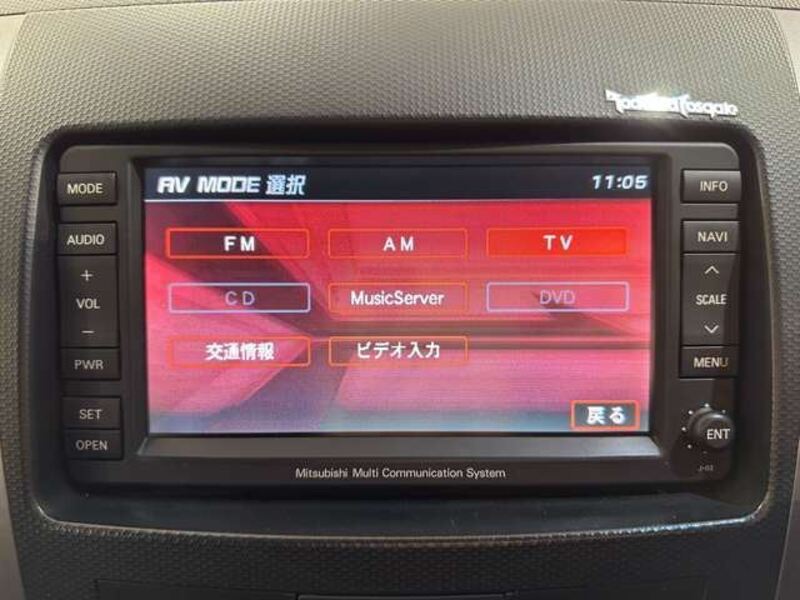 Rockford Fosgate
AV MODE 選択 11:05
MODE
AUDIO
+
VOL
−
PWR
SET
OPEN
FM AM TV
CD MusicServer DVD
交通情報 ビデオ入力
戻る
INFO
NAVI
SCALE
MENU
ENT
J-02
Mitsubishi Multi Communication System